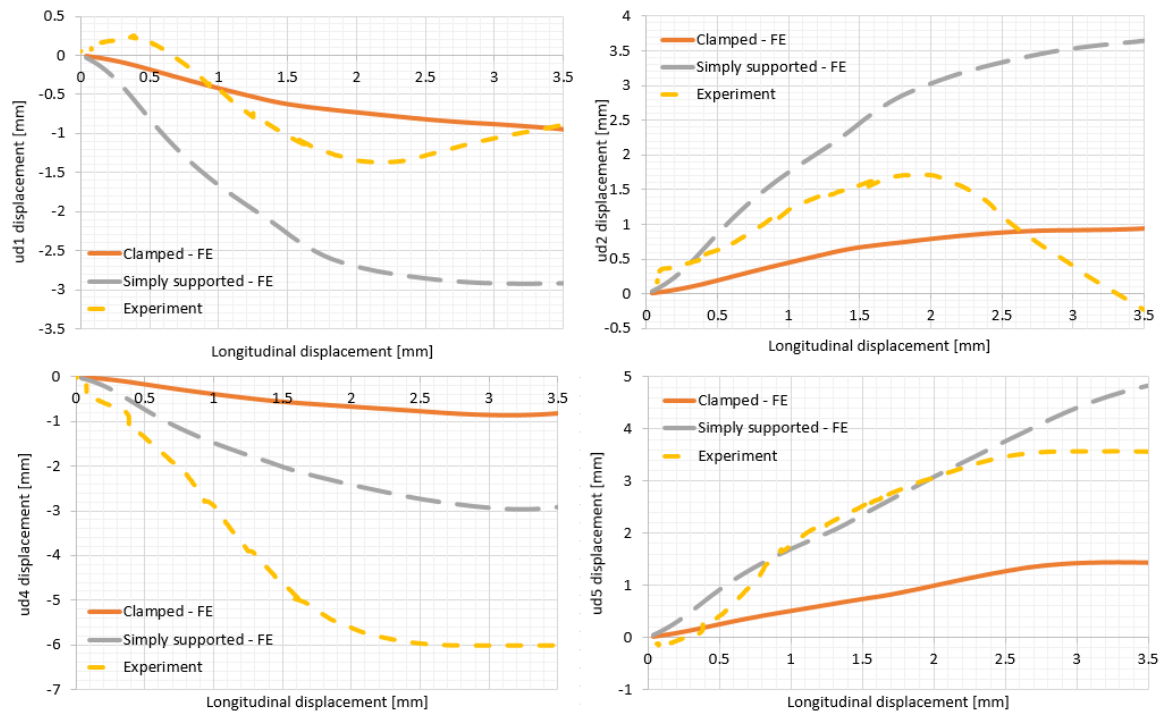 0.5
0
-0.5
-1
-1.5
-2
-2.5
-3
-3.5
0 0.5 1 1.5 2 2.5 3 3.5
ud1 displacement [mm]
Clamped - FE
Simply supported - FE
Experiment
Longitudinal displacement [mm]
4
3.5
3
2.5
2
1.5
1
0.5
0
-0.5
0 0.5 1 1.5 2 2.5 3 3.5
ud2 displacement [mm]
Clamped - FE
Simply supported - FE
Experiment
Longitudinal displacement [mm]
0
-1
-2
-3
-4
-5
-6
-7
0 0.5 1 1.5 2 2.5 3 3.5
ud4 displacement [mm]
Clamped - FE
Simply supported - FE
Experiment
Longitudinal displacement [mm]
5
4
3
2
1
0
-1
0 0.5 1 1.5 2 2.5 3 3.5
ud5 displacement [mm]
Clamped - FE
Simply supported - FE
Experiment
Longitudinal displacement [mm]